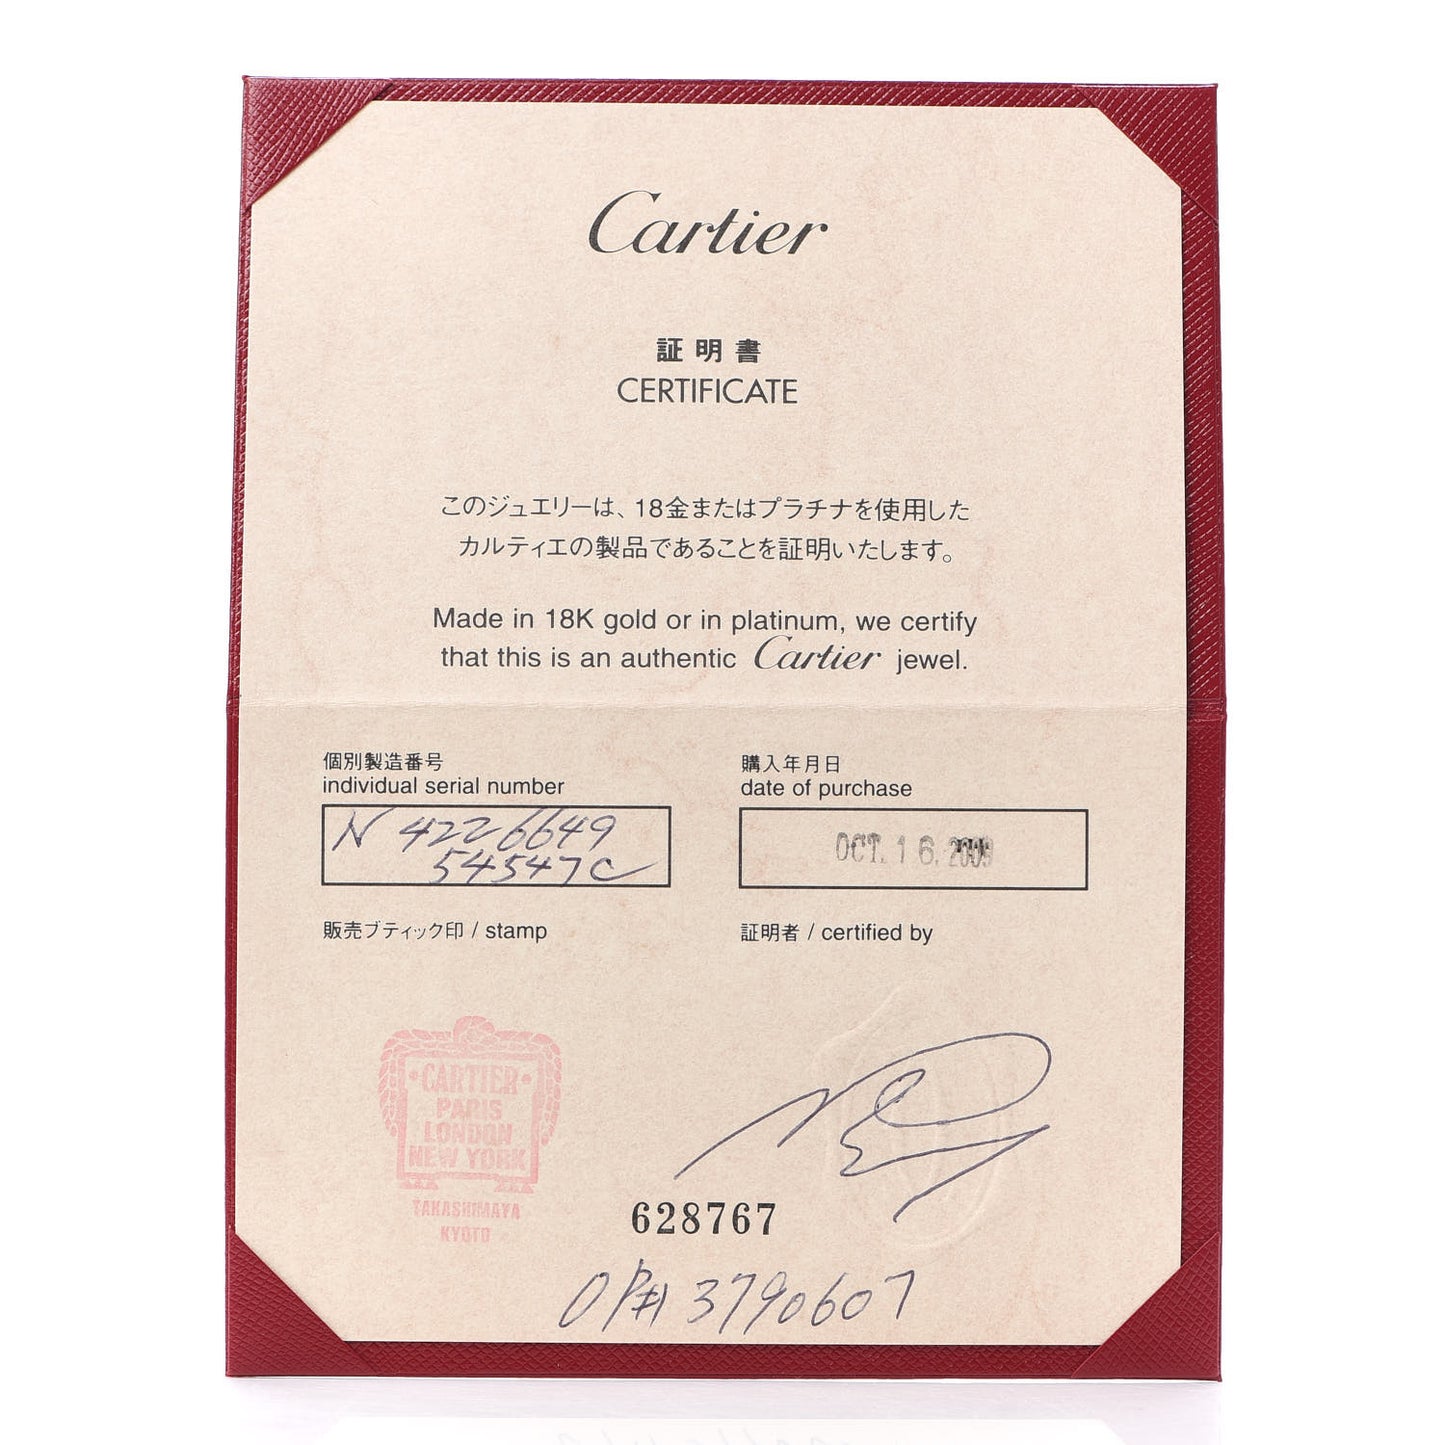 Cartier
証明書
CERTIFICATE
このジュエリーは、18金またはプラチナを使用した
カルティエの製品であることを証明いたします。
Made in 18K gold or in platinum, we certify
that this is an authentic Cartier jewel.
個別製造番号
individual serial number
N 4226649
54547C
購入年月日
date of purchase
OCT. 16. 2009
販売ブティック印 / stamp
証明者 / certified by
CARTIER
PARIS
LONDON
NEW YORK
TAKASHIMAYA
KYOTO
628767
3790607